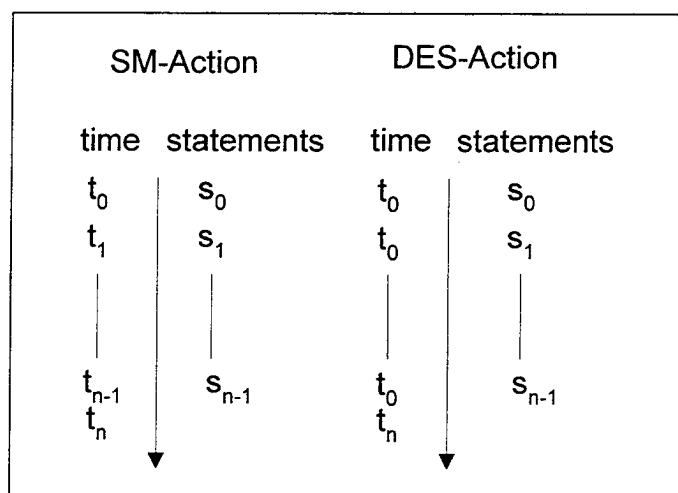 SM-Action DES-Action
time statements time statements
t0 s0 t0 s0
t1 s1 t0 s1
tn-1 sn-1 t0 sn-1
tn tn